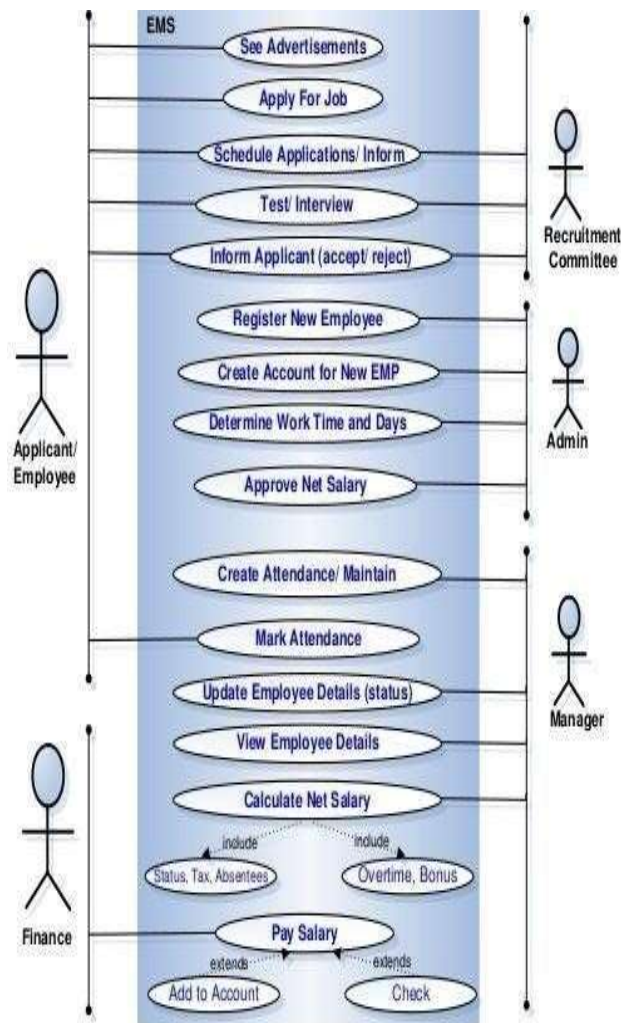 EMS
See Advertisements
Apply For Job
Schedule Applications/ Inform
Test/ Interview
Inform Applicant (accept/ reject)
Recruitment
Committee
Register New Employee
Create Account for New EMP
Determine Work Time and Days
Approve Net Salary
Admin
Applicant/
Employee
Create Attendance/ Maintain
Mark Attendance
Update Employee Details (status)
View Employee Details
Calculate Net Salary
Manager
include
include
Status, Tax, Absentees
Overtime, Bonus
Finance
Pay Salary
extends
extends
Add to Account
Check